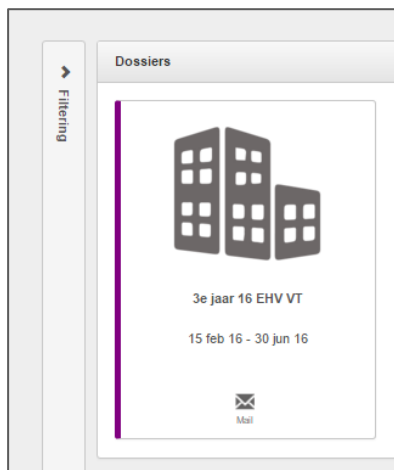 Filtering
Dossiers
3e jaar 16 EHV VT
15 feb 16 - 30 jun 16
Mail